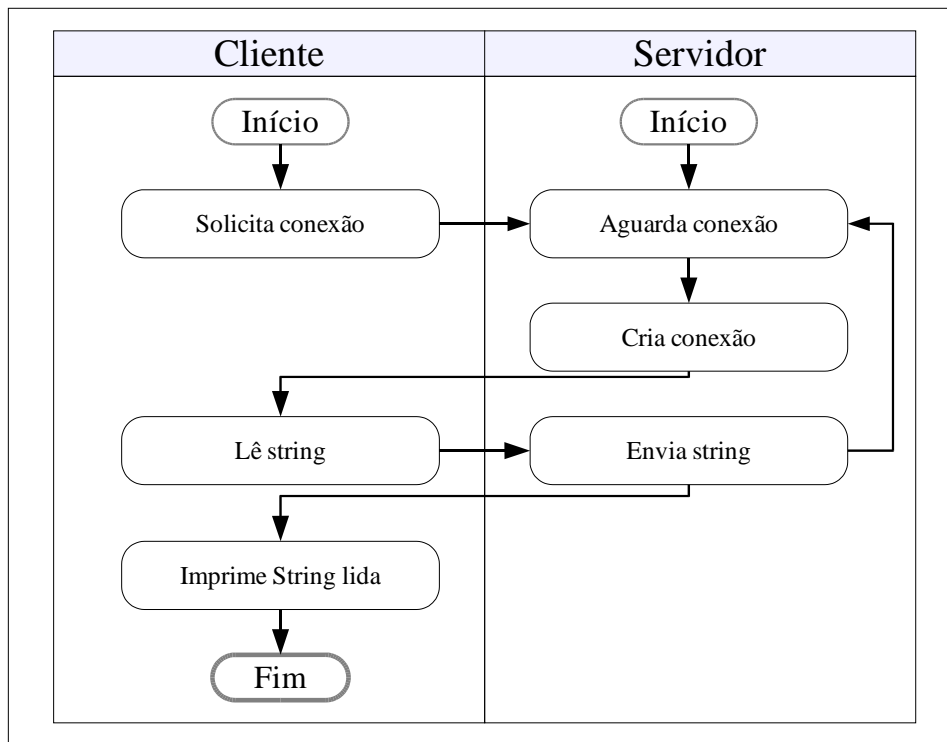 Cliente
Servidor
Início
Início
Solicita conexão
Aguarda conexão
Cria conexão
Lê string
Envia string
Imprime String lida
Fim